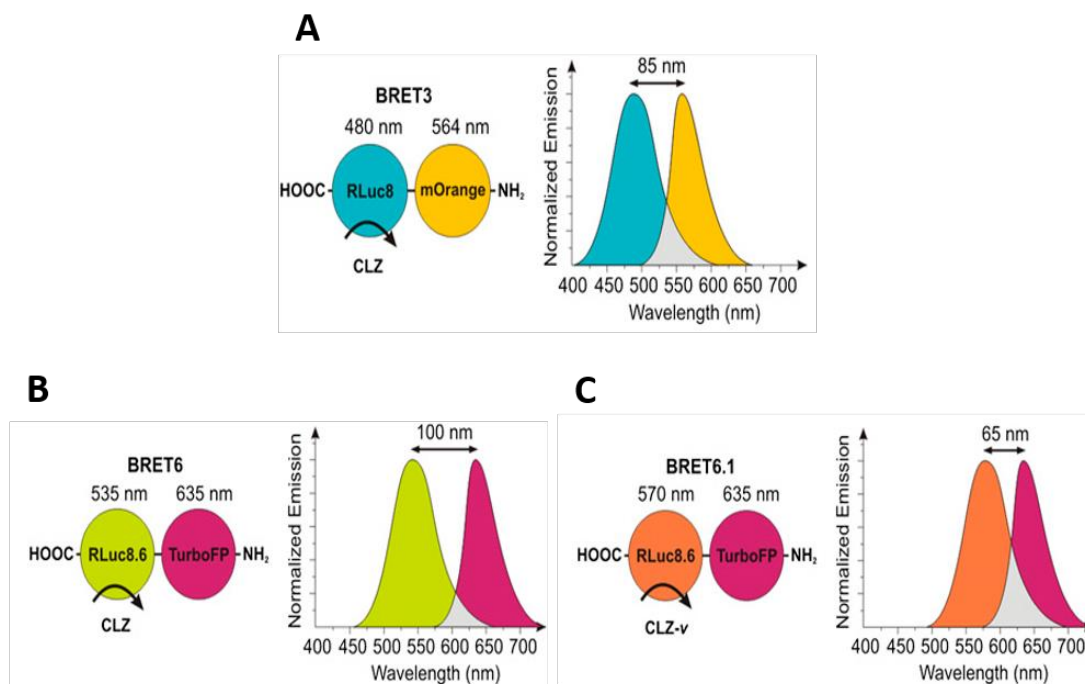 A
BRET3
480 nm 564 nm
HOOC- RLuc8 mOrange -NH₂
CLZ
85 nm
Normalized Emission
400 450 500 550 600 650 700
Wavelength (nm)
B
BRET6
535 nm 635 nm
HOOC- RLuc8.6 TurboFP -NH₂
CLZ
100 nm
Normalized Emission
400 450 500 550 600 650 700
Wavelength (nm)
C
BRET6.1
570 nm 635 nm
HOOC- RLuc8.6 TurboFP -NH₂
CLZ-v
65 nm
Normalized Emission
400 450 500 550 600 650 700
Wavelength (nm)